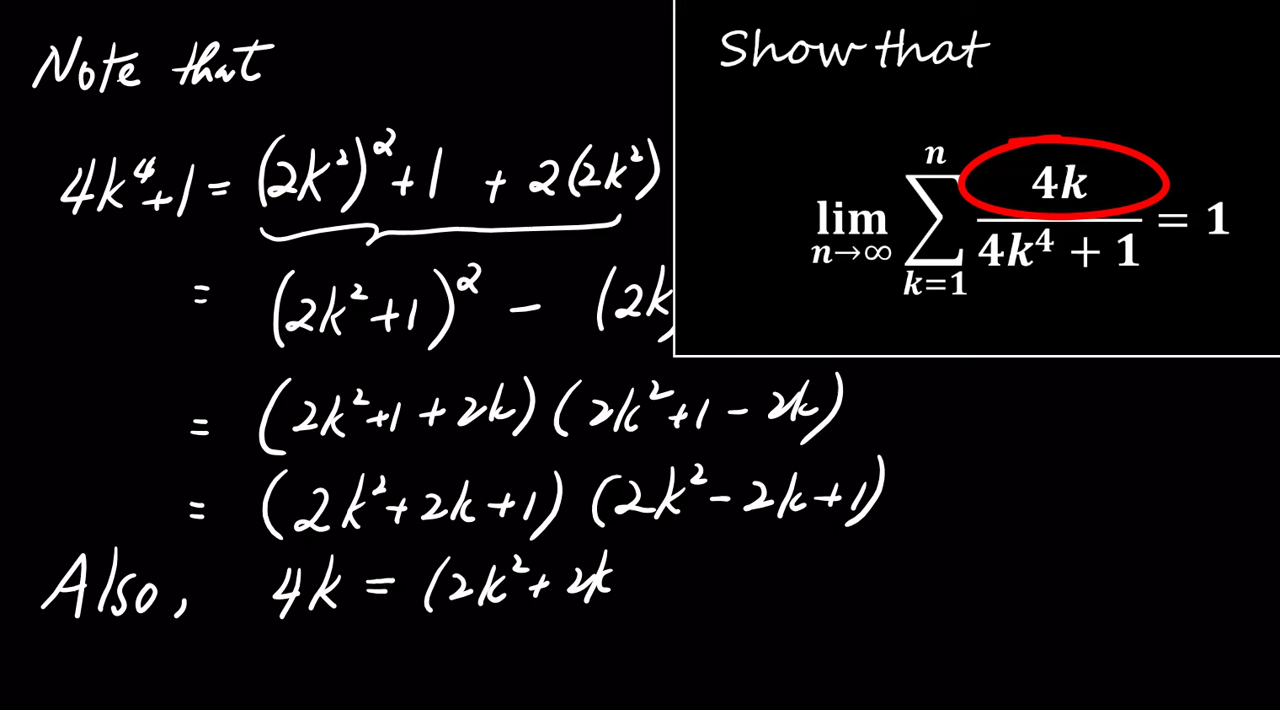 Note that
4k⁴+1 = (2k²)²+1 + 2(2k²)
= (2k²+1)² - (2k
= (2k²+1+2k)(2k²+1-2k)
= (2k²+2k+1)(2k²-2k+1)
Also, 4k = (2k²+2k
Show that
lim n→∞ ∑ k=1 n 4k/(4k⁴+1) = 1